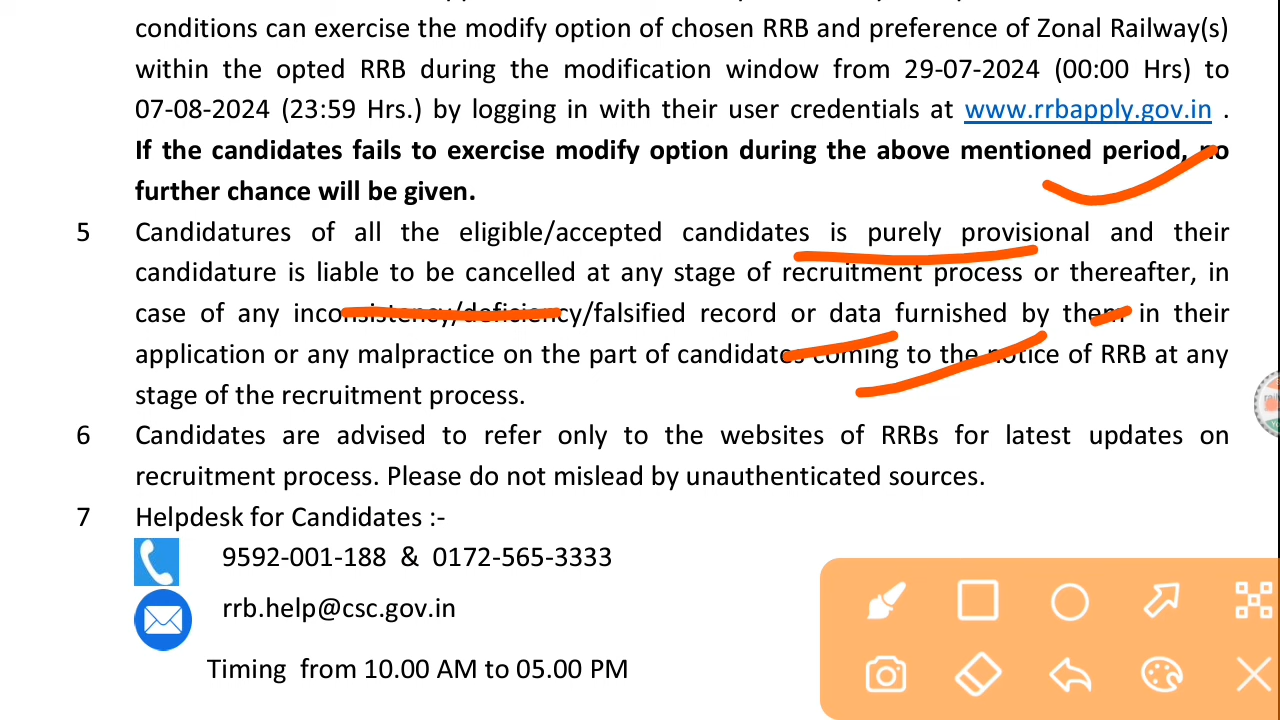 conditions can exercise the modify option of chosen RRB and preference of Zonal Railway(s)
within the opted RRB during the modification window from 29-07-2024 (00:00 Hrs) to
07-08-2024 (23:59 Hrs.) by logging in with their user credentials at www.rrbapply.gov.in .
If the candidates fails to exercise modify option during the above mentioned period, no
further chance will be given.
5 Candidatures of all the eligible/accepted candidates is purely provisional and their
candidature is liable to be cancelled at any stage of recruitment process or thereafter, in
case of any inconsistency/deficiency/falsified record or data furnished by them in their
application or any malpractice on the part of candidates coming to the notice of RRB at any
stage of the recruitment process.
6 Candidates are advised to refer only to the websites of RRBs for latest updates on
recruitment process. Please do not mislead by unauthenticated sources.
7 Helpdesk for Candidates :-
9592-001-188 & 0172-565-3333
rrb.help@csc.gov.in
Timing from 10.00 AM to 05.00 PM